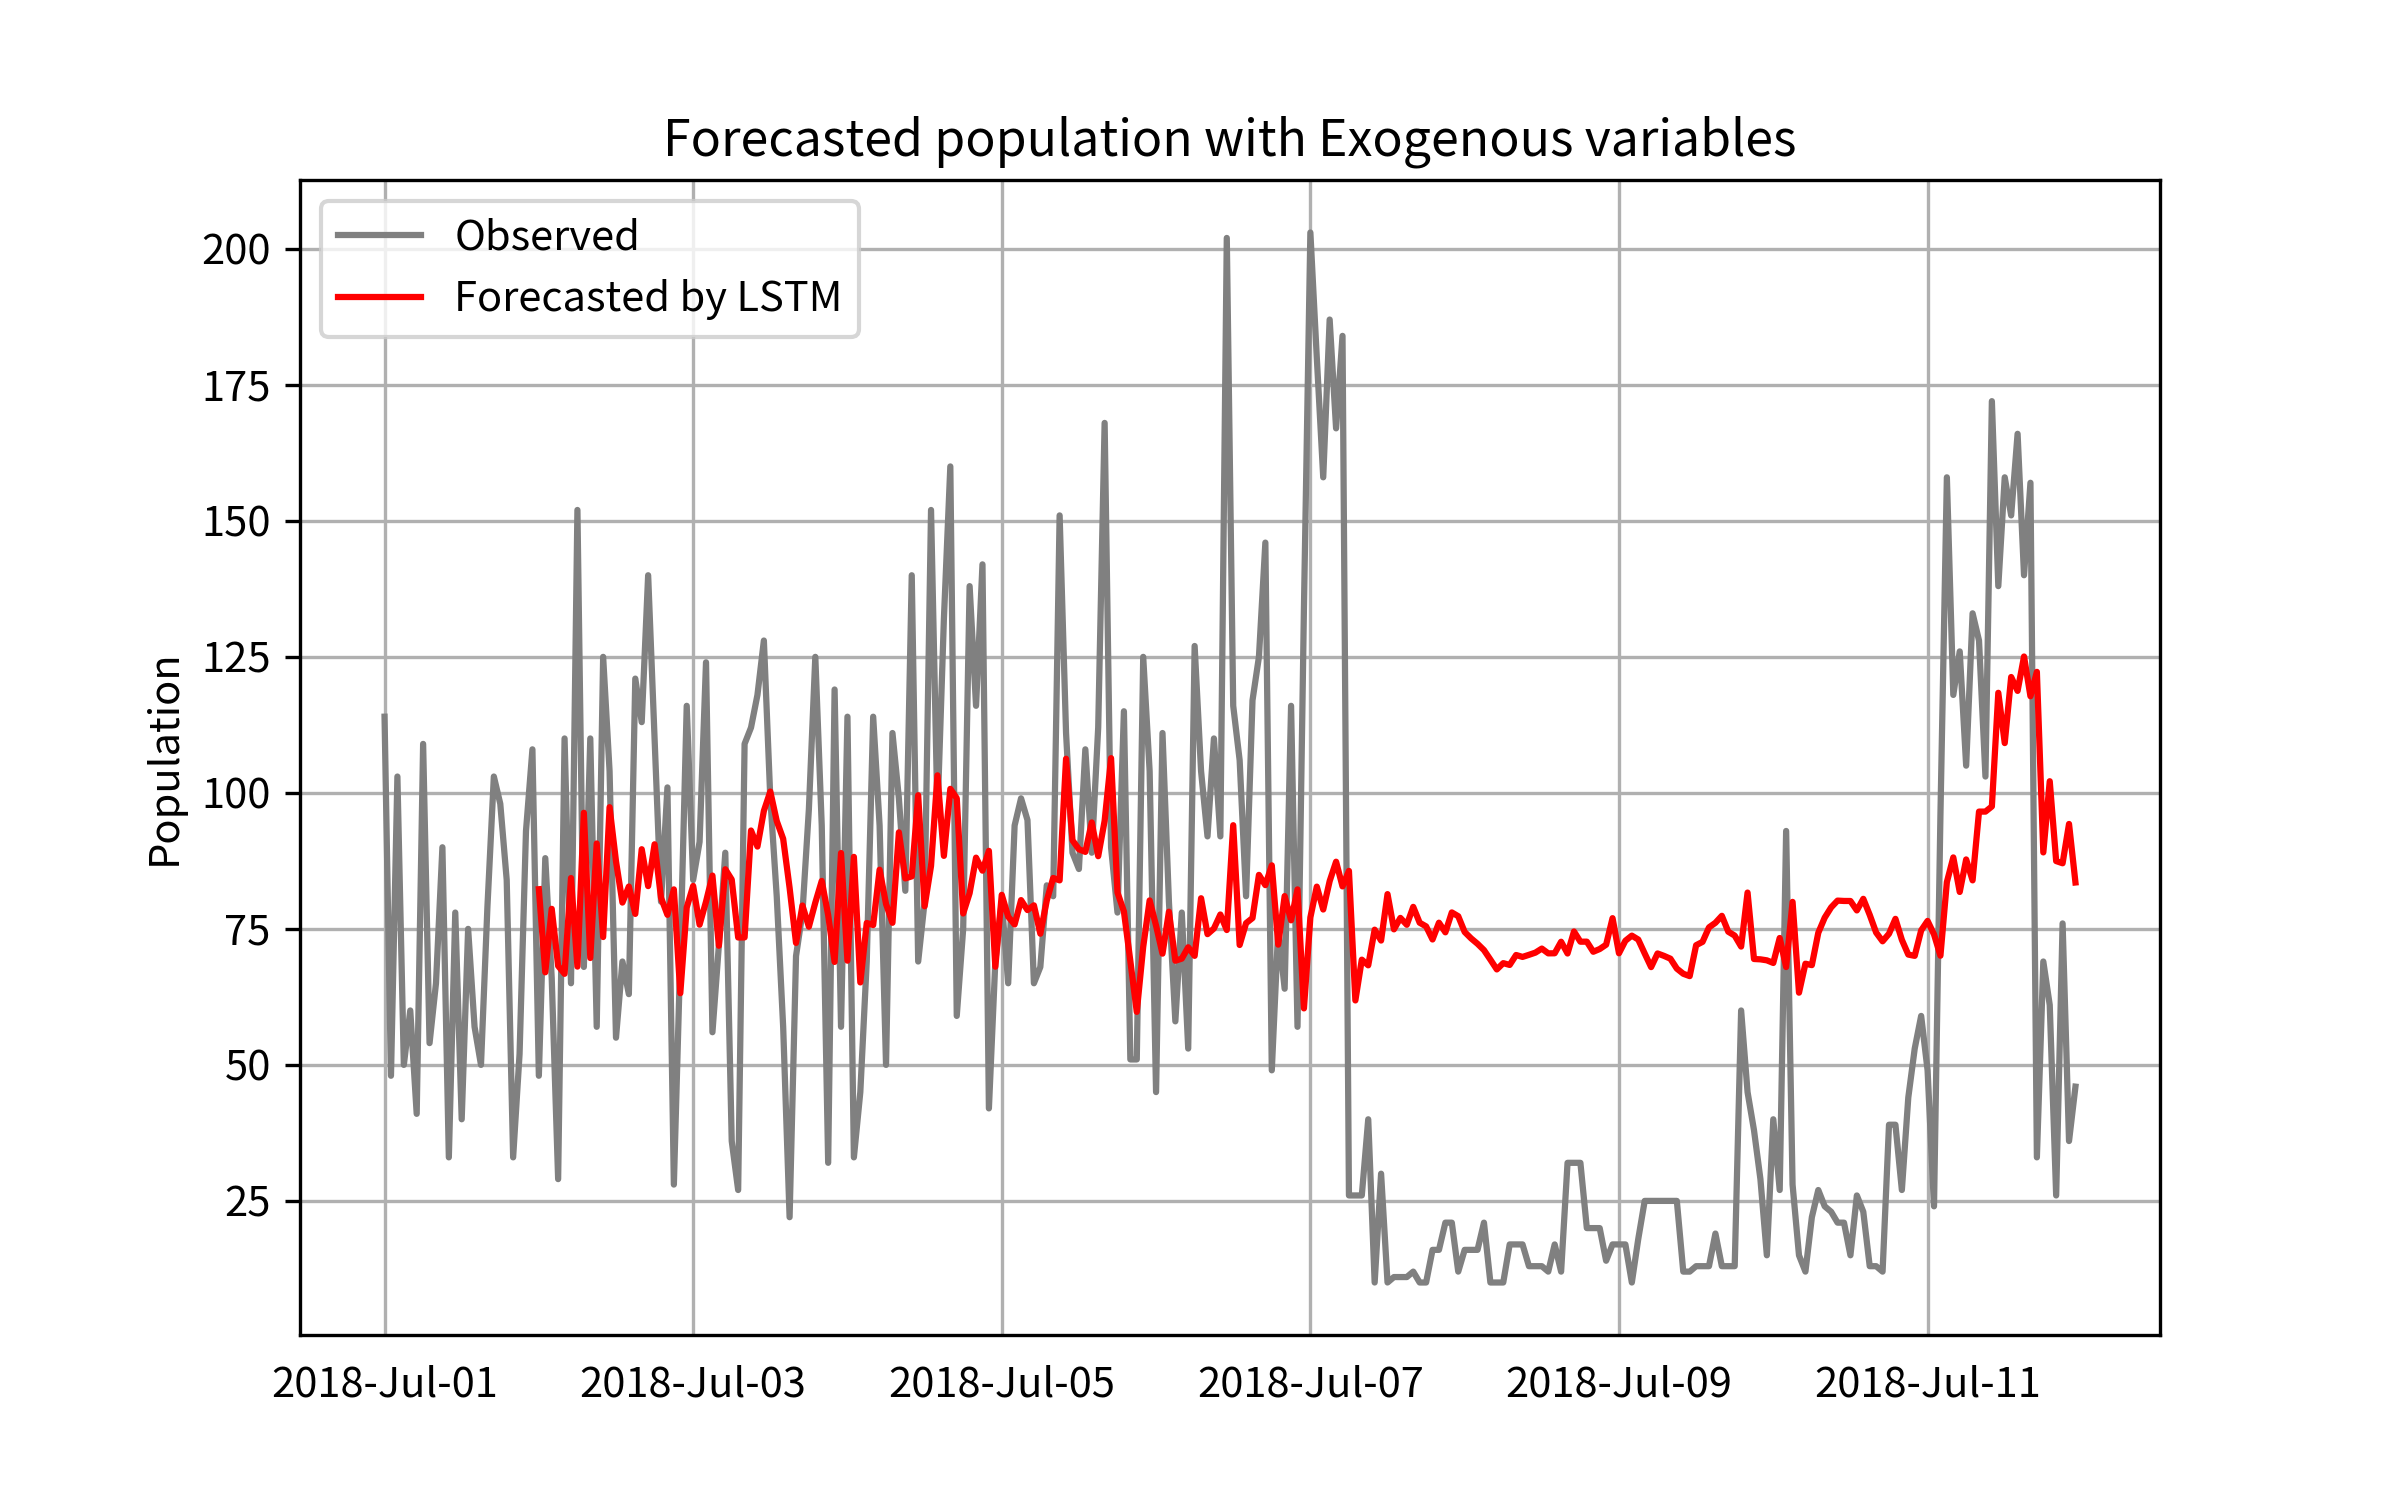 Forecasted population with Exogenous variables
Observed
Forecasted by LSTM
200
175
150
125
100
75
50
25
Population
2018-Jul-01
2018-Jul-03
2018-Jul-05
2018-Jul-07
2018-Jul-09
2018-Jul-11